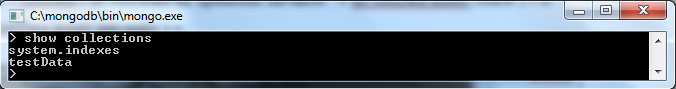 C:\mongodb\bin\mongo.exe
> show collections
system.indexes
testData
>